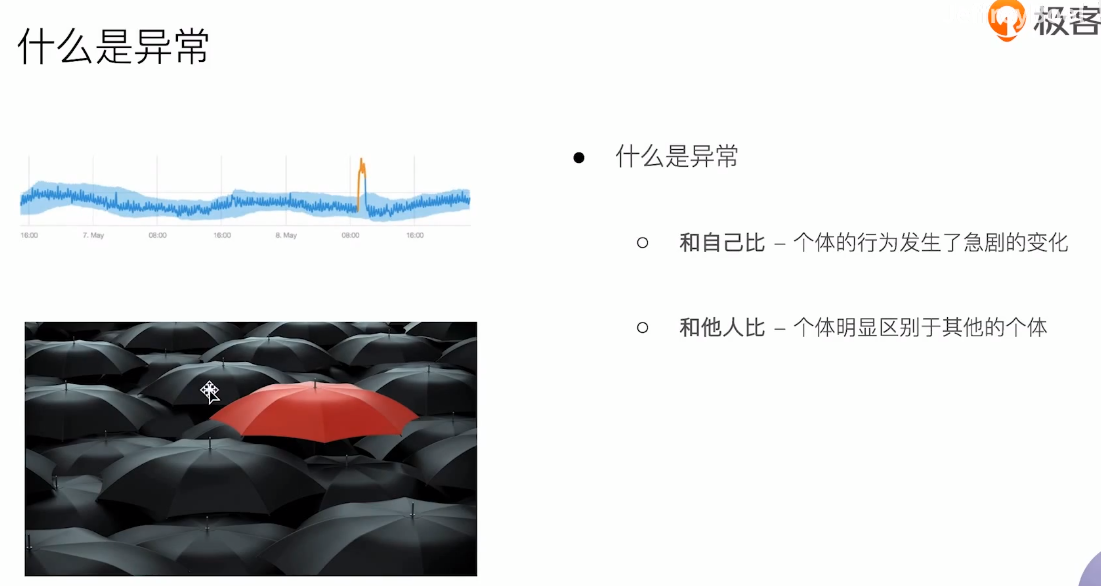 什么是异常
极客
16:00 7. May 08:00 16:00 8. May 08:00 16:00
什么是异常
和自己比 – 个体的行为发生了急剧的变化
和他人比 – 个体明显区别于其他的个体